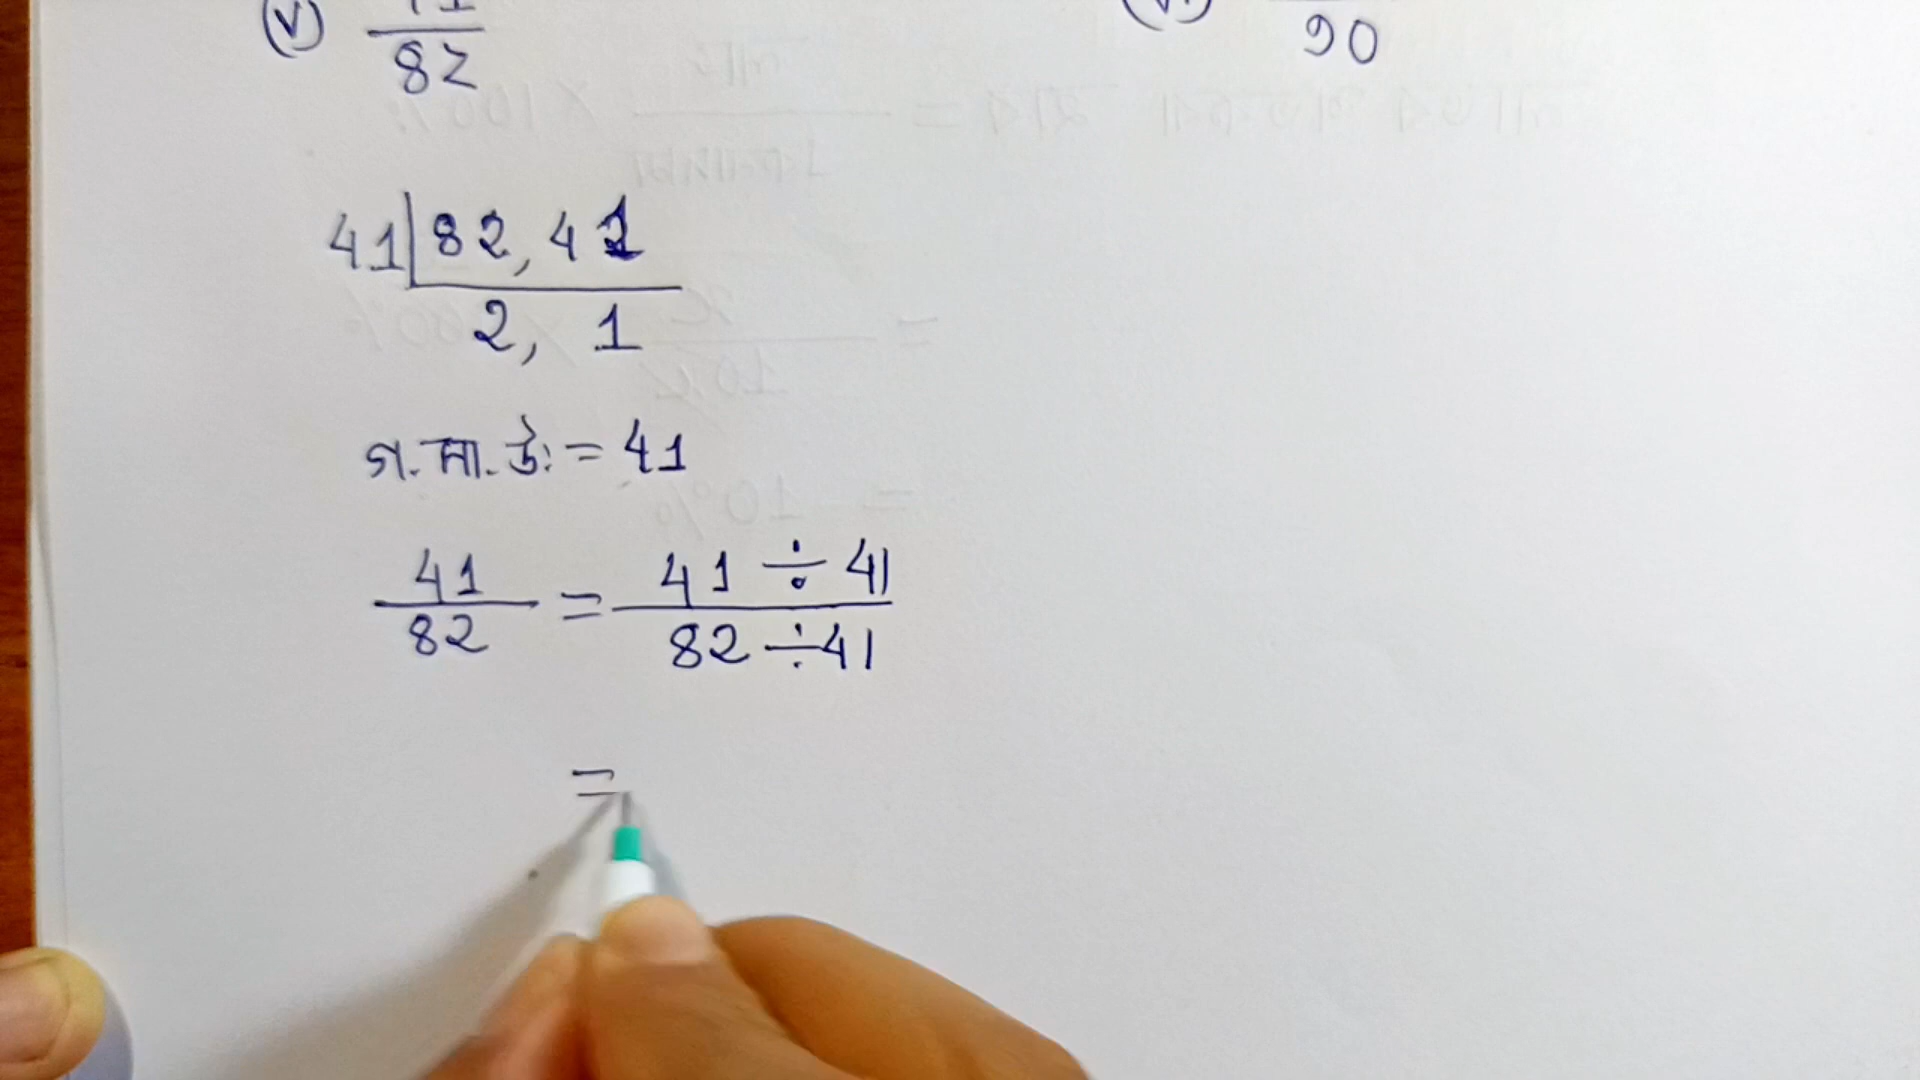 (v) 41/82
90
41 | 82, 41
2, 1
গ.সা.উ: = 41
41/82 = 41 ÷ 41/82 ÷ 41
=